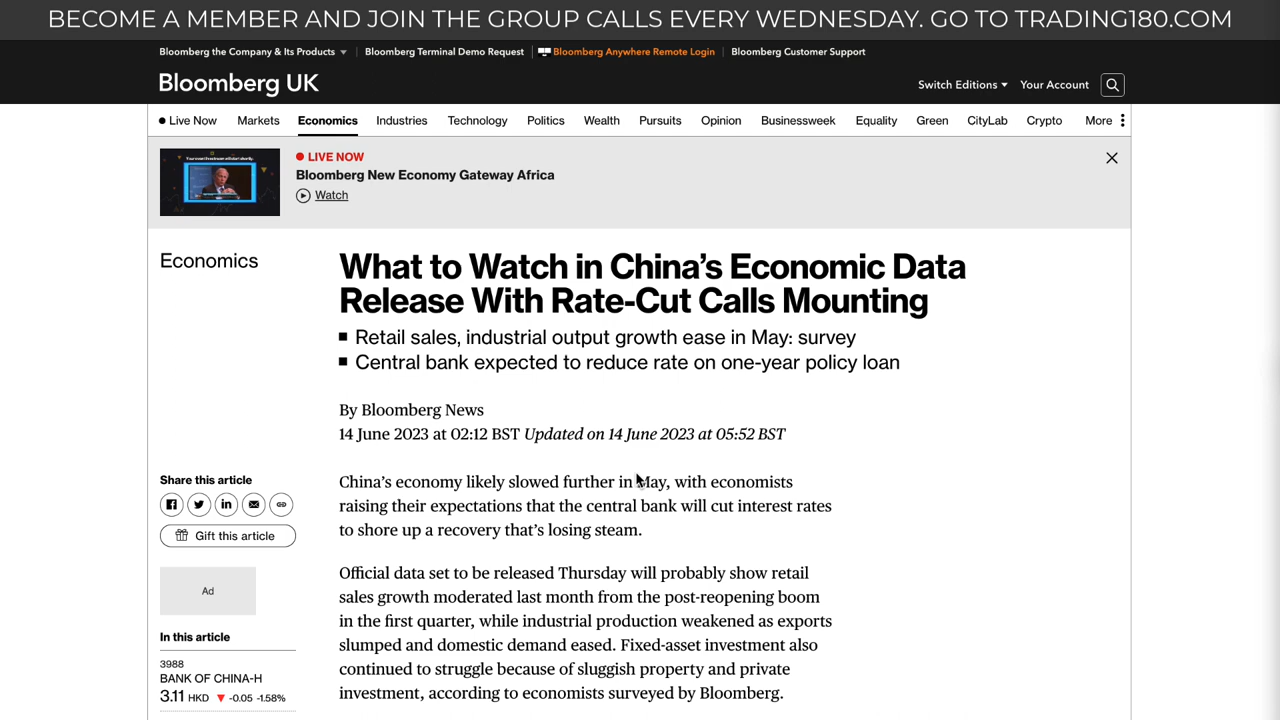 BECOME A MEMBER AND JOIN THE GROUP CALLS EVERY WEDNESDAY. GO TO TRADING180.COM
Bloomberg the Company & Its Products
Bloomberg Terminal Demo Request
Bloomberg Anywhere Remote Login
Bloomberg Customer Support
Bloomberg UK
Switch Editions
Your Account
Live Now Markets Economics Industries Technology Politics Wealth Pursuits Opinion Businessweek Equality Green CityLab Crypto More
LIVE NOW
Bloomberg New Economy Gateway Africa
Watch
Economics
What to Watch in China's Economic Data
Release With Rate-Cut Calls Mounting
Retail sales, industrial output growth ease in May: survey
Central bank expected to reduce rate on one-year policy loan
By Bloomberg News
14 June 2023 at 02:12 BST Updated on 14 June 2023 at 05:52 BST
Share this article
Gift this article
Ad
In this article
3988
BANK OF CHINA-H
3.11 HKD ▼ -0.05 -1.58%
China's economy likely slowed further in May, with economists
raising their expectations that the central bank will cut interest rates
to shore up a recovery that's losing steam.
Official data set to be released Thursday will probably show retail
sales growth moderated last month from the post-reopening boom
in the first quarter, while industrial production weakened as exports
slumped and domestic demand eased. Fixed-asset investment also
continued to struggle because of sluggish property and private
investment, according to economists surveyed by Bloomberg.